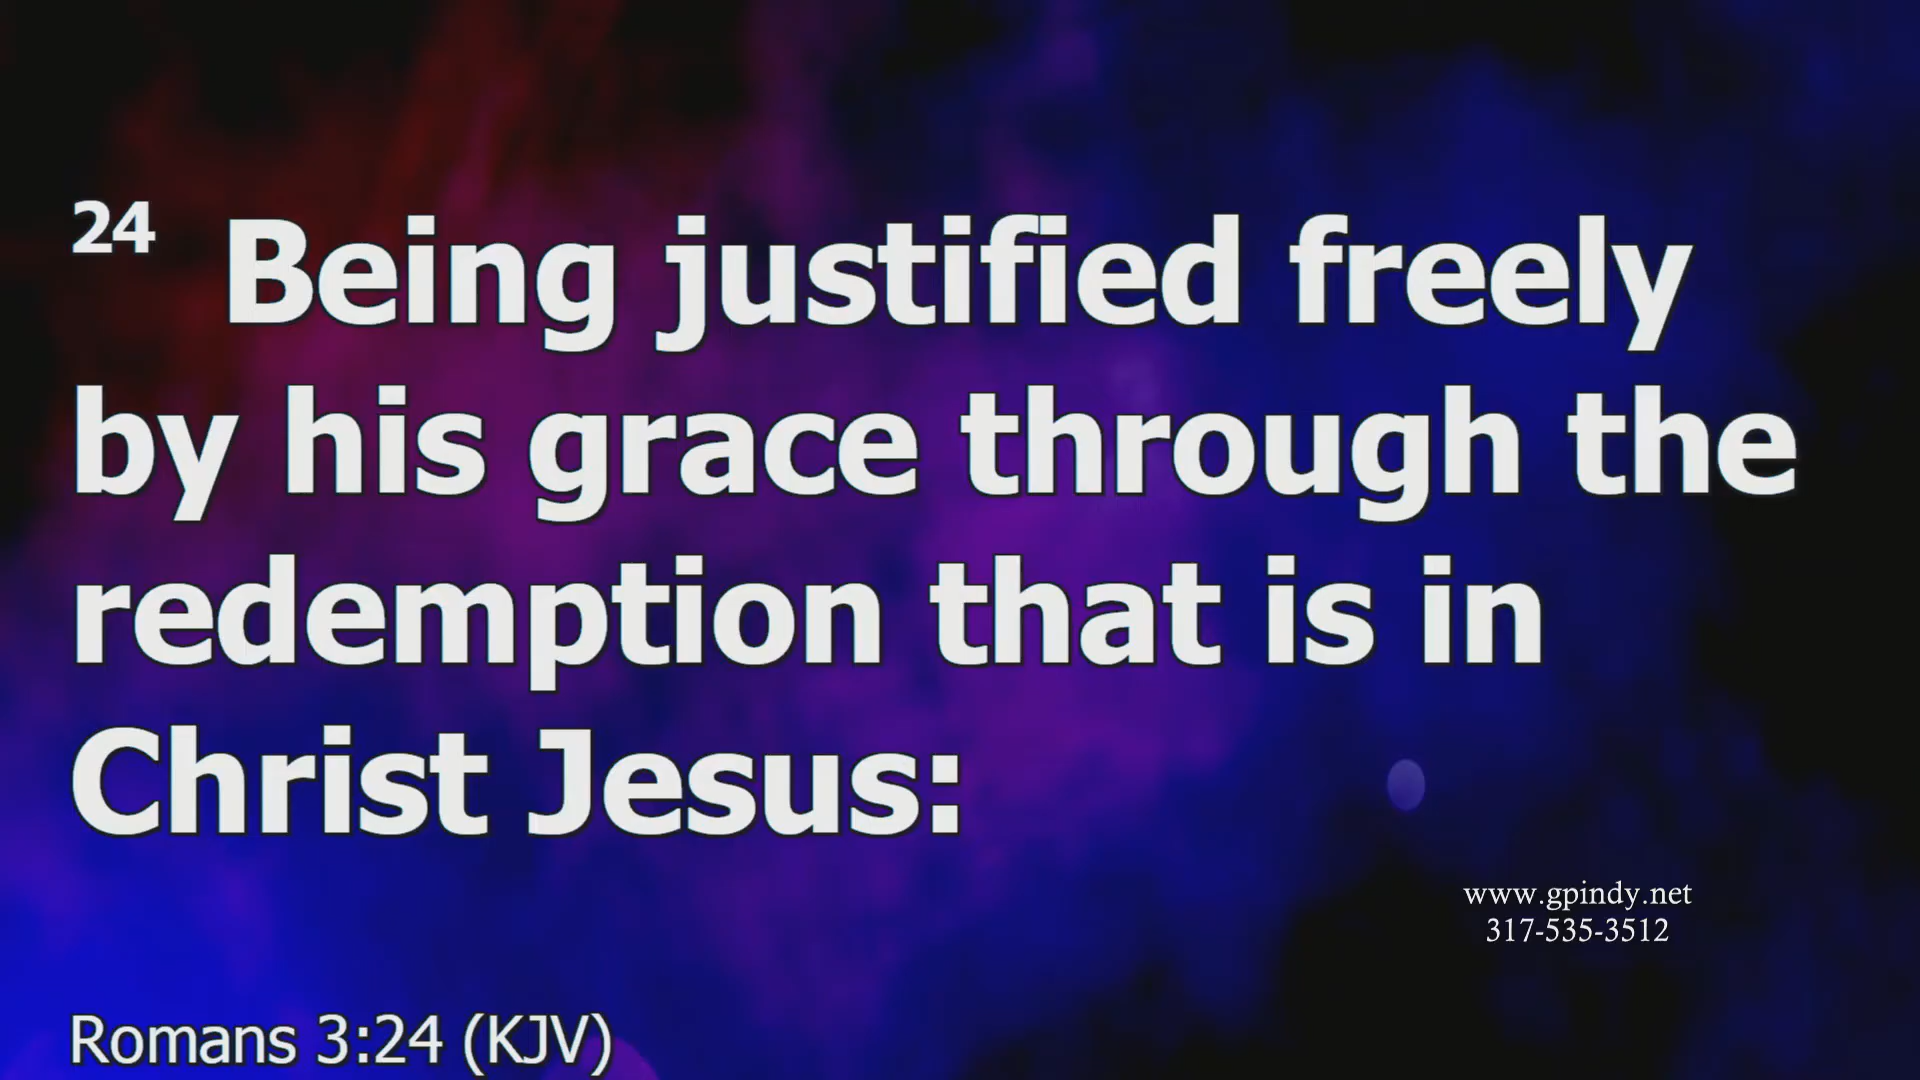 24 Being justified freely
by his grace through the
redemption that is in
Christ Jesus:
www.gpindy.net
317-535-3512
Romans 3:24 (KJV)